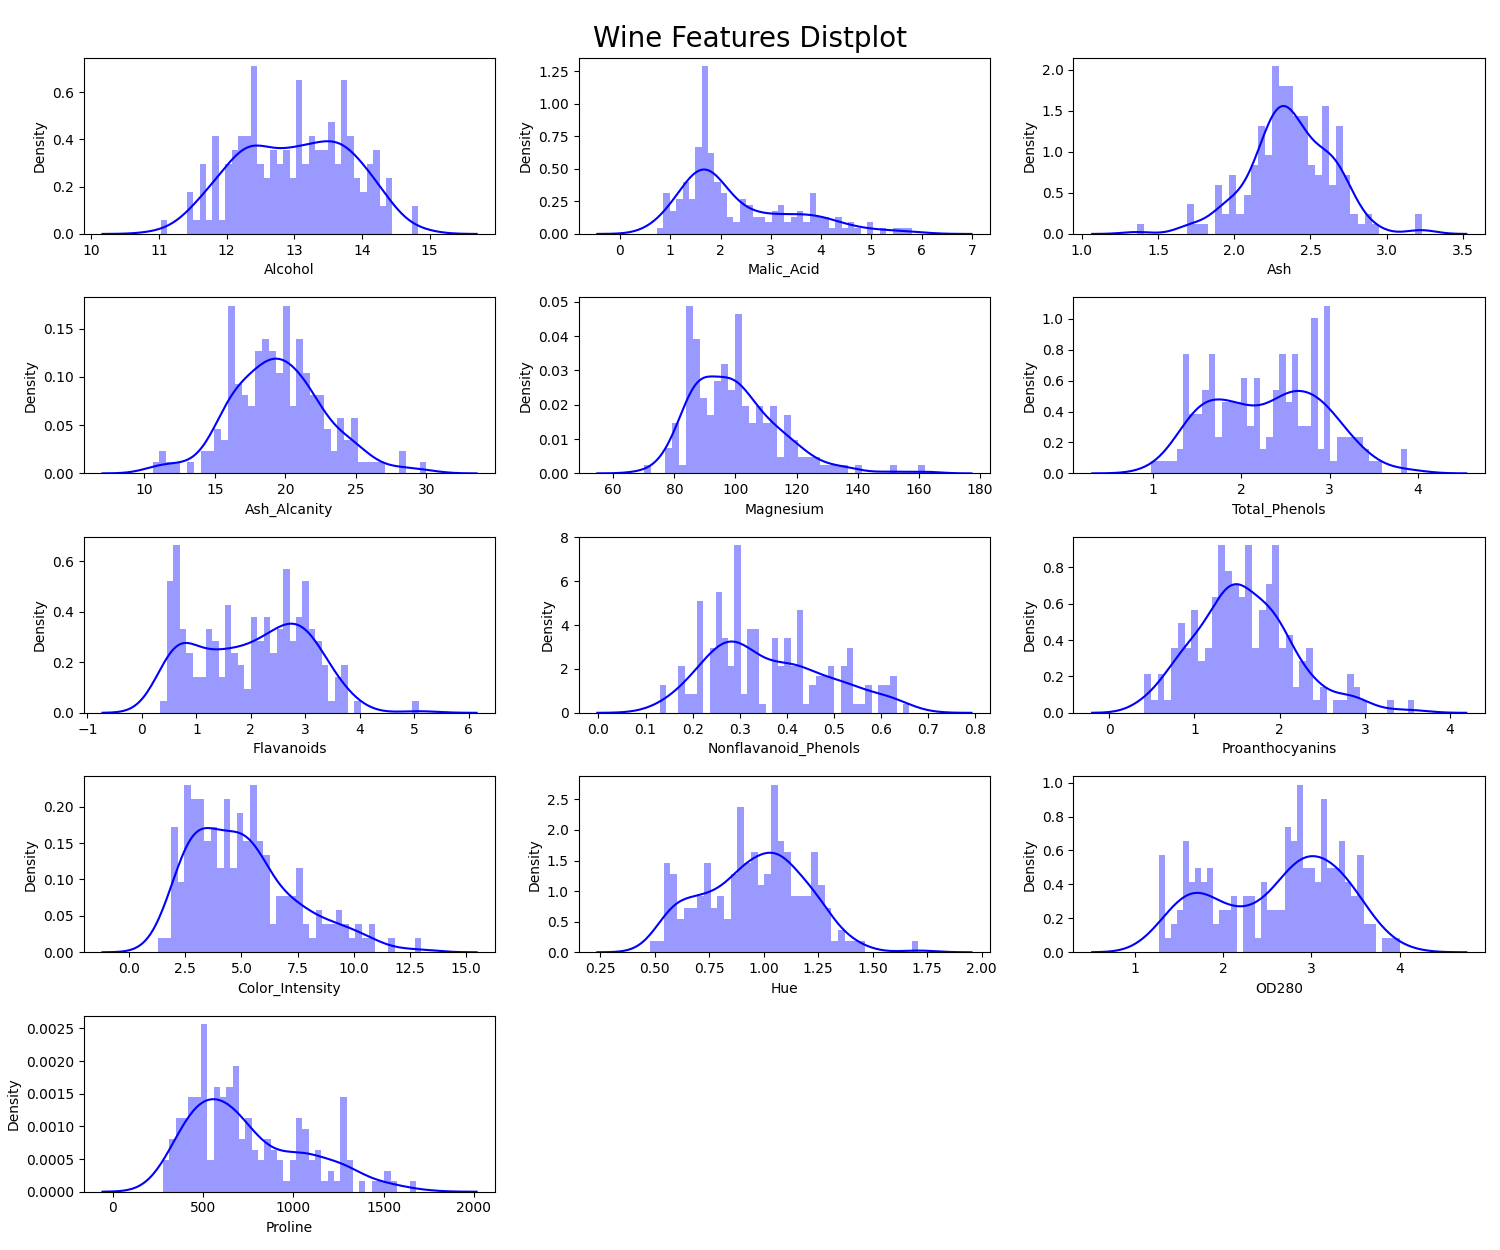 Wine Features Distplot
Density
0.6
0.4
0.2
0.0
10 11 12 13 14 15
Alcohol
Density
1.25
1.00
0.75
0.50
0.25
0.00
0 1 2 3 4 5 6 7
Malic_Acid
Density
2.0
1.5
1.0
0.5
0.0
1.0 1.5 2.0 2.5 3.0 3.5
Ash
Density
0.15
0.10
0.05
0.00
10 15 20 25 30
Ash_Alcanity
Density
0.05
0.04
0.03
0.02
0.01
0.00
60 80 100 120 140 160 180
Magnesium
Density
1.0
0.8
0.6
0.4
0.2
0.0
1 2 3 4
Total_Phenols
Density
0.6
0.4
0.2
0.0
−1 0 1 2 3 4 5 6
Flavanoids
Density
8
6
4
2
0
0.0 0.1 0.2 0.3 0.4 0.5 0.6 0.7 0.8
Nonflavanoid_Phenols
Density
0.8
0.6
0.4
0.2
0.0
0 1 2 3 4
Proanthocyanins
Density
0.20
0.15
0.10
0.05
0.00
0.0 2.5 5.0 7.5 10.0 12.5 15.0
Color_Intensity
Density
2.5
2.0
1.5
1.0
0.5
0.0
0.25 0.50 0.75 1.00 1.25 1.50 1.75 2.00
Hue
Density
1.0
0.8
0.6
0.4
0.2
0.0
1 2 3 4
OD280
Density
0.0025
0.0020
0.0015
0.0010
0.0005
0.0000
0 500 1000 1500 2000
Proline